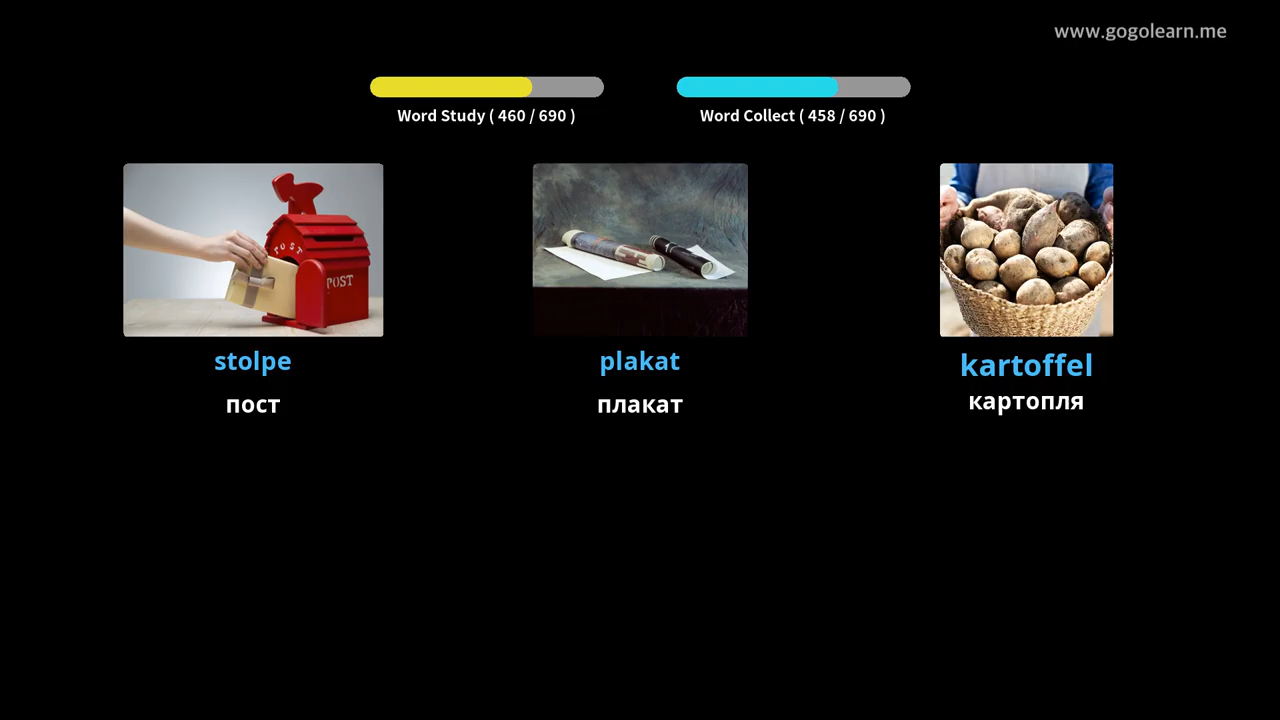 www.gogolearn.me
Word Study ( 460 / 690 )
Word Collect ( 458 / 690 )
POST
POST
stolpe
plakat
kartoffel
пост
плакат
картопля